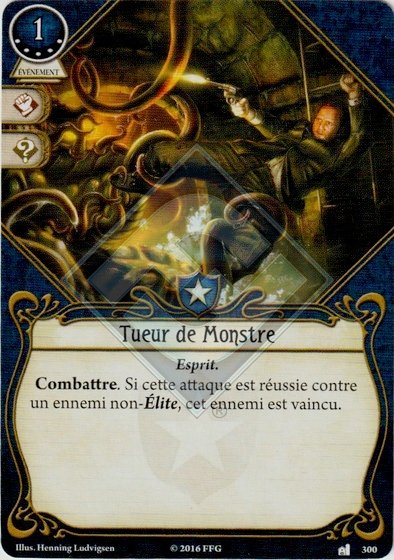 1
ÉVÉNEMENT
?
Tueur de Monstre
Esprit.
Combattre. Si cette attaque est réussie contre
un ennemi non-Élite, cet ennemi est vaincu.
®
Illus. Henning Ludvigsen © 2016 FFG 300